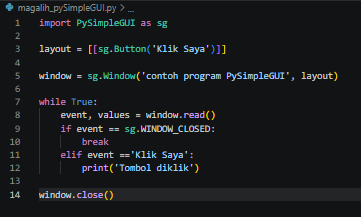 magalih_pySimpleGUI.py > ...
1 import PySimpleGUI as sg
2
3 layout = [[sg.Button('Klik Saya')]]
4
5 window = sg.Window('contoh program PySimpleGUI', layout)
6
7 while True:
8     event, values = window.read()
9     if event == sg.WINDOW_CLOSED:
10         break
11     elif event =='Klik Saya':
12         print('Tombol diklik')
13
14 window.close()